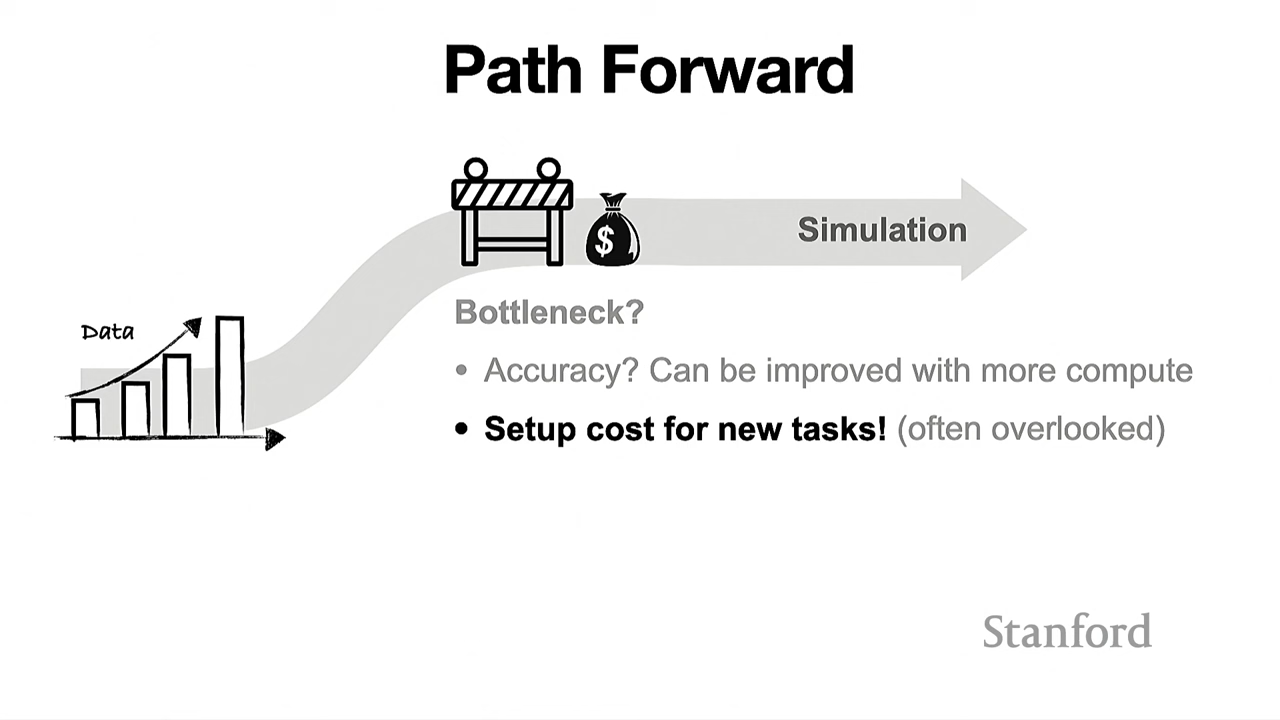 Path Forward
$
Simulation
Data
Bottleneck?
• Accuracy? Can be improved with more compute
• Setup cost for new tasks! (often overlooked)
Stanford